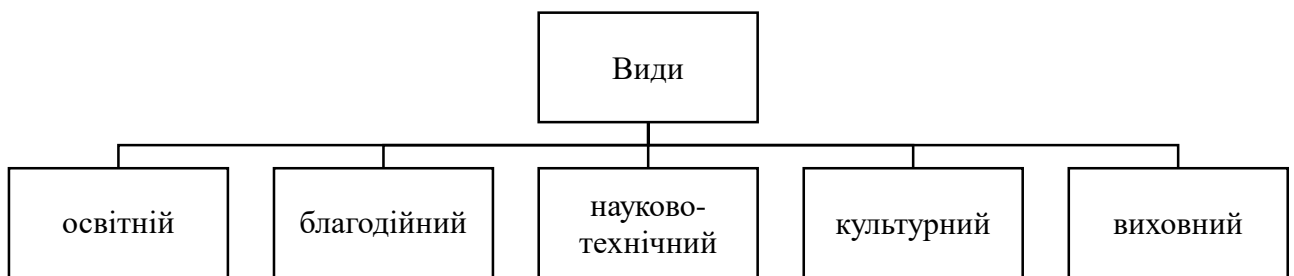 Види
освітній
благодійний
науково-
технічний
культурний
виховний